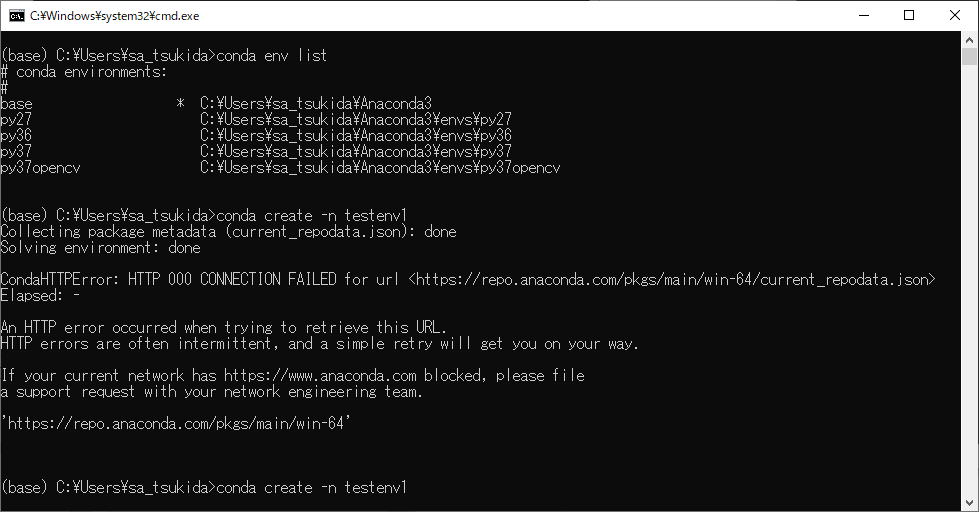 C:¥Windows¥system32¥cmd.exe
(base) C:¥Users¥sa_tsukida>conda env list
# conda environments:
#
base                  *  C:¥Users¥sa_tsukida¥Anaconda3
py27                     C:¥Users¥sa_tsukida¥Anaconda3¥envs¥py27
py36                     C:¥Users¥sa_tsukida¥Anaconda3¥envs¥py36
py37                     C:¥Users¥sa_tsukida¥Anaconda3¥envs¥py37
py37opencv               C:¥Users¥sa_tsukida¥Anaconda3¥envs¥py37opencv
(base) C:¥Users¥sa_tsukida>conda create -n testenv1
Collecting package metadata (current_repodata.json): done
Solving environment: done
CondaHTTPError: HTTP 000 CONNECTION FAILED for url <https://repo.anaconda.com/pkgs/main/win-64/current_repodata.json>
Elapsed: -
An HTTP error occurred when trying to retrieve this URL.
HTTP errors are often intermittent, and a simple retry will get you on your way.
If your current network has https://www.anaconda.com blocked, please file
a support request with your network engineering team.
'https://repo.anaconda.com/pkgs/main/win-64'
(base) C:¥Users¥sa_tsukida>conda create -n testenv1